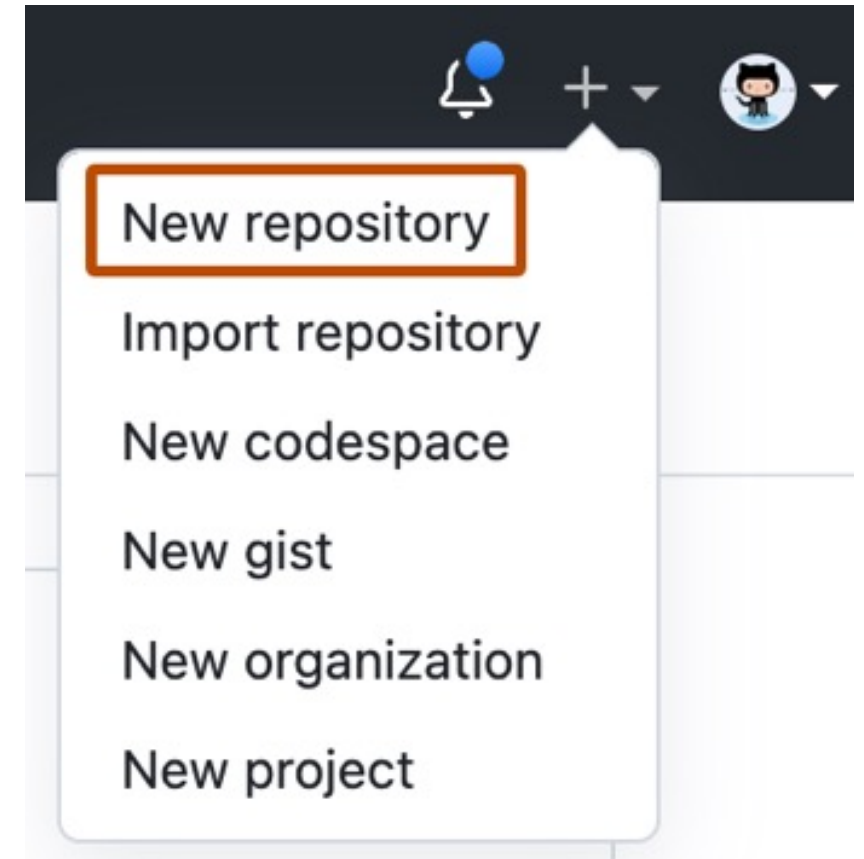 New repository
Import repository
New codespace
New gist
New organization
New project